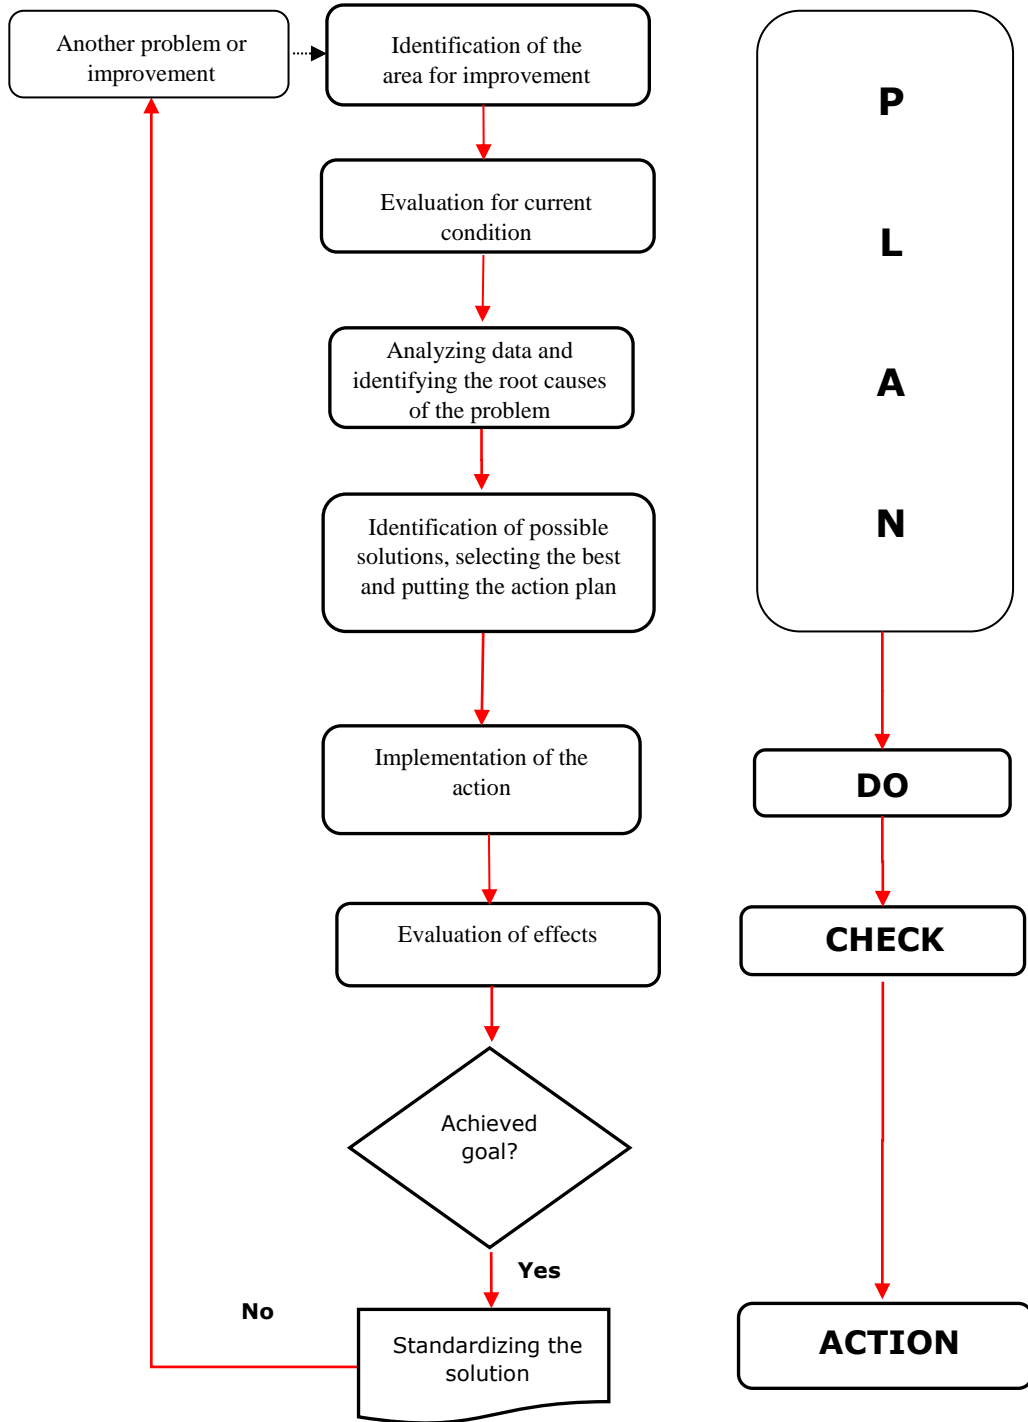 Another problem or
improvement
Identification of the
area for improvement
Evaluation for current
condition
Analyzing data and
identifying the root causes
of the problem
Identification of possible
solutions, selecting the best
and putting the action plan
Implementation of the
action
Evaluation of effects
Achieved
goal?
Yes
No
Standardizing the
solution
P
L
A
N
DO
CHECK
ACTION